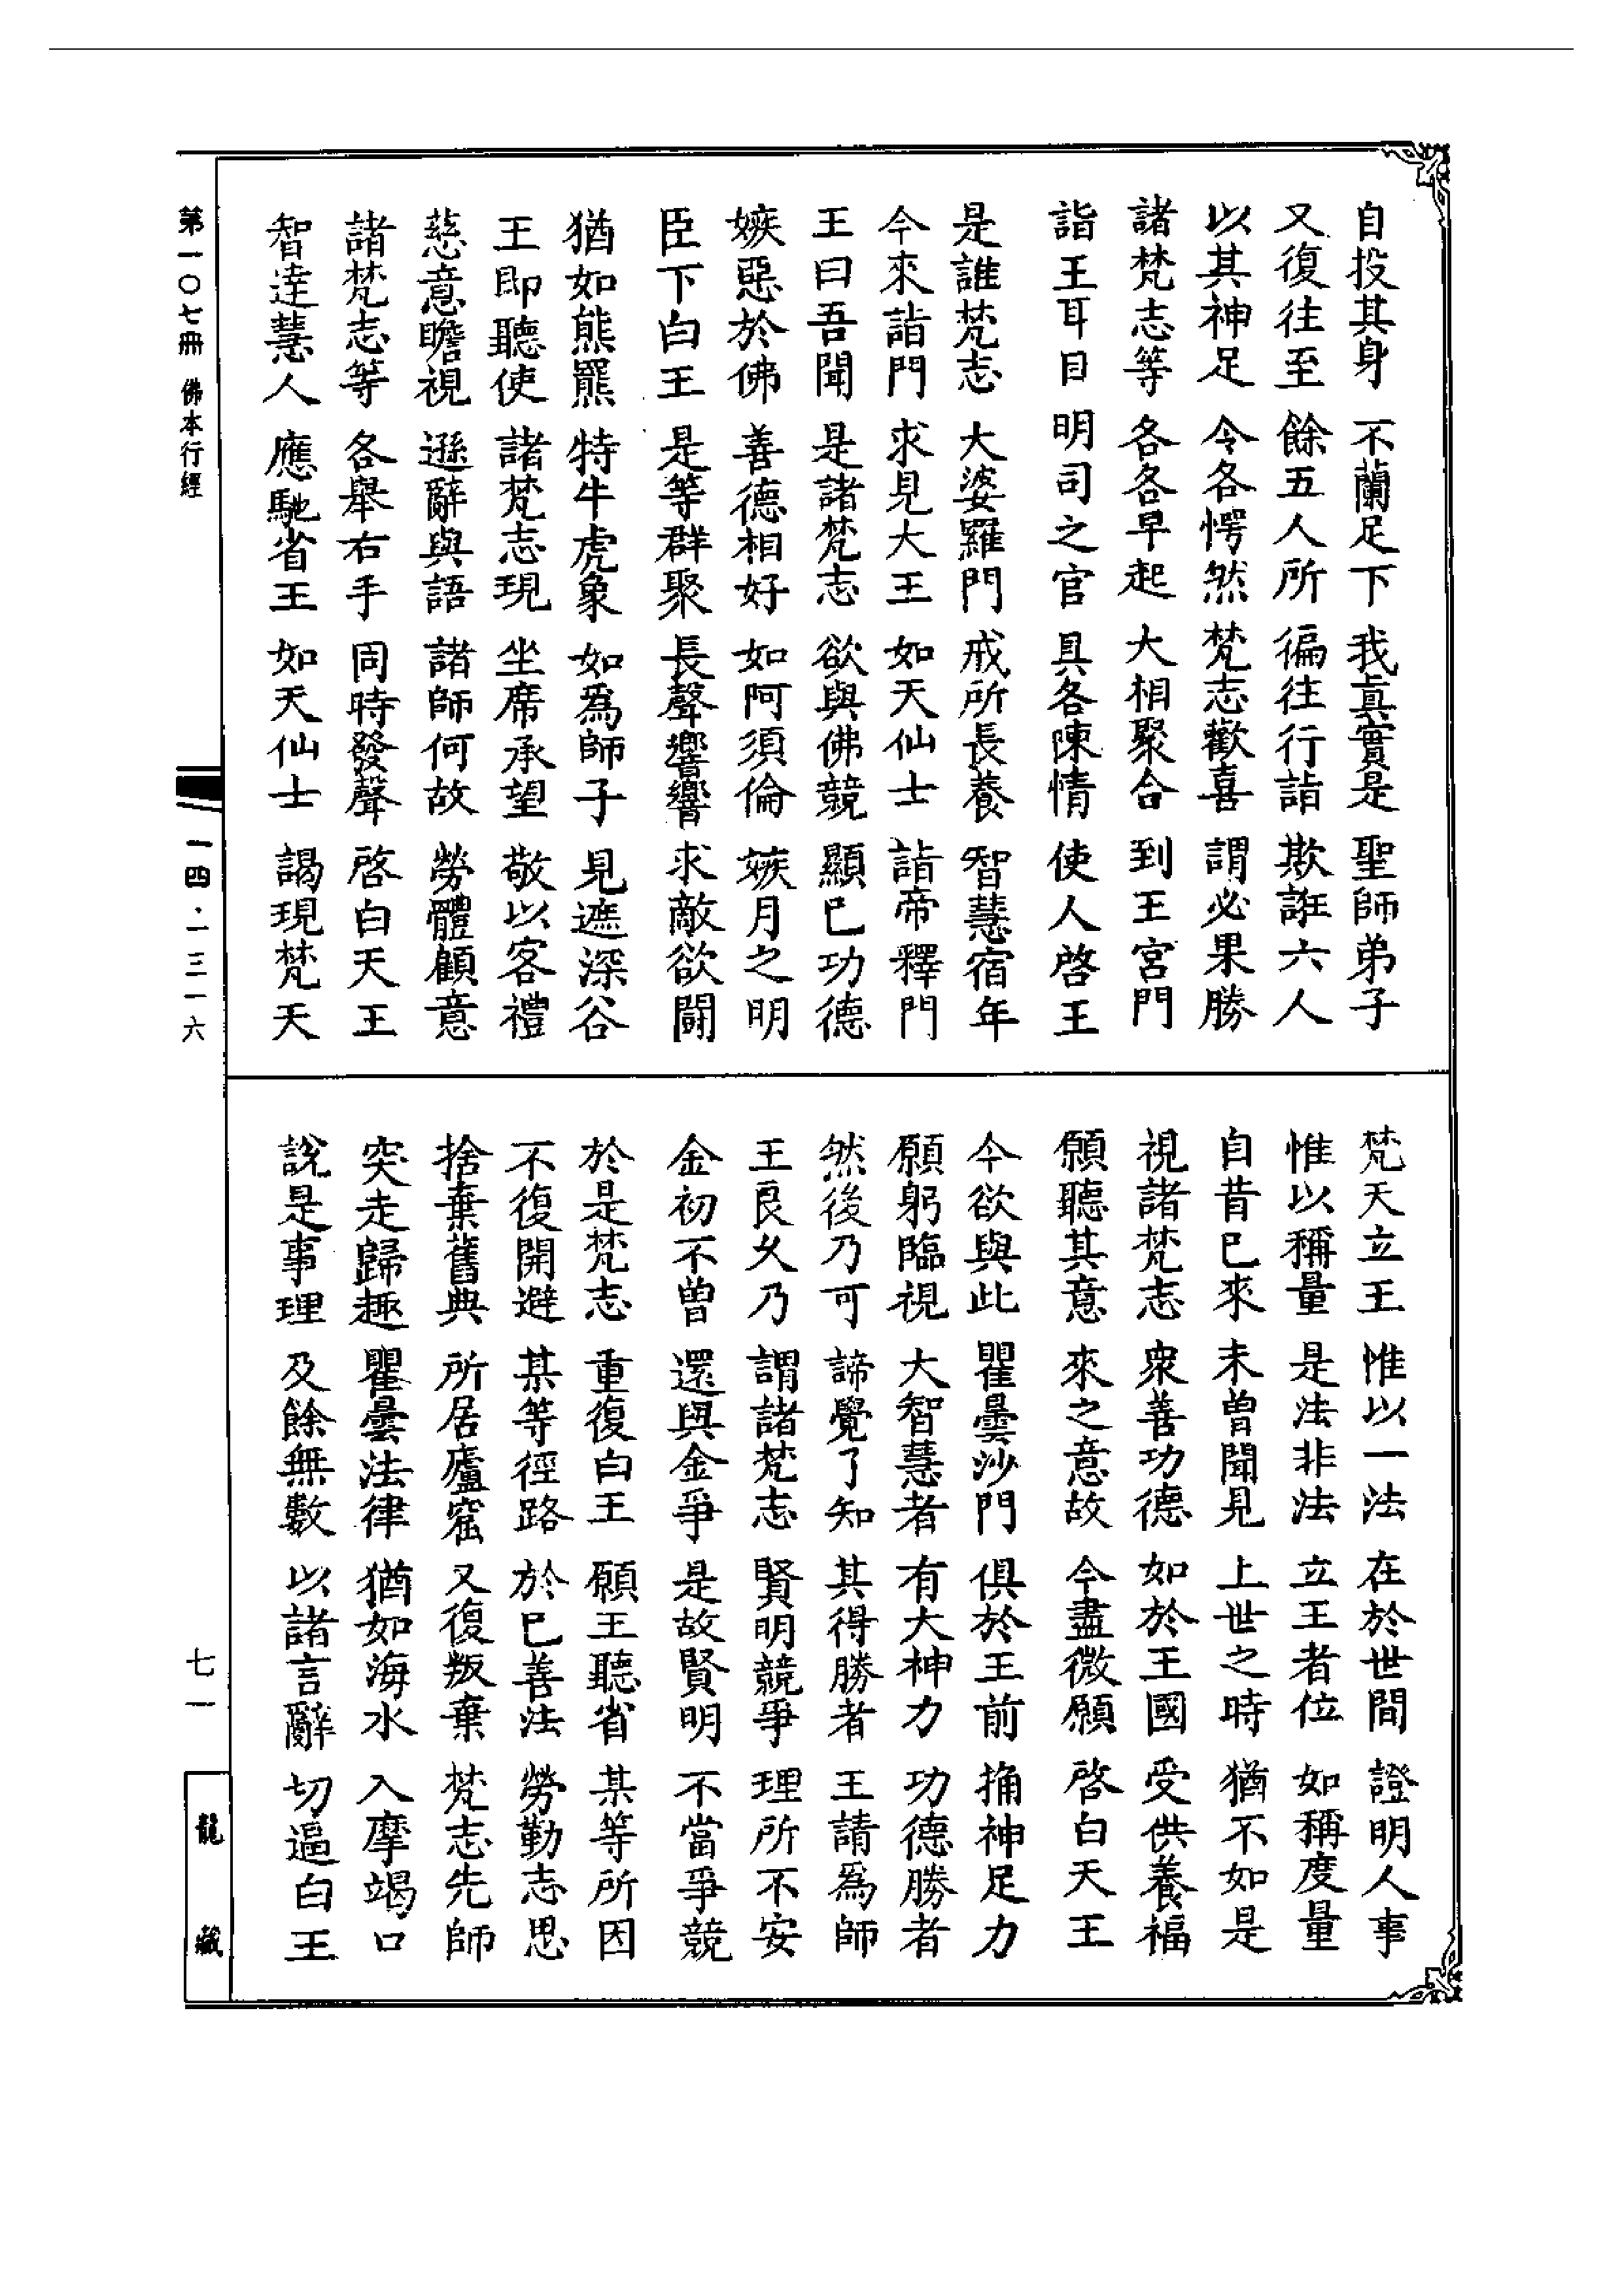 自投其身 不蘭足下 我真實是 聖師弟子
又復往至 餘五人所 徧往行詣 欺誑六人
以其神足 令各愕然 梵志歡喜 謂必果勝
諸梵志等 各各早起 大相聚合 到王宮門
詣王耳目 明司之官 具各陳情 使人啓王
是誰梵志 大婆羅門 戒所長養 智慧宿年
今來詣門 求見大王 如天仙士 詣帝釋門
王曰吾聞 是諸梵志 欲與佛競 顯已功德
嫉惡於佛 善德相好 如阿須倫 嫉月之明
臣下白王 是等群聚 長聲響響 求敵欲鬪
猶如熊羆 特牛虎象 如爲師子 見遮深谷
王即聽使 諸梵志現 坐席承望 敬以客禮
慈意瞻視 遜辭與語 諸師何故 勞體顧意
諸梵志等 各舉右手 同時發聲 啓白天王
智達慧人 應馳省王 如天仙士 謁現梵天
梵天立王 惟以一法 在於世間 證明人事
惟以稱量 是法非法 立王者位 如稱度量
自昔已來 未曾聞見 上世之時 猶不如是
視諸梵志 衆善功德 如於王國 受供養福
願聽其意 來之意故 今盡微願 啓白天王
今欲與此 瞿曇沙門 俱於王前 捔神足力
願躬臨視 大智慧者 有大神力 功德勝者
然後乃可 諦覺了知 其得勝者 王請爲師
王良久乃 謂諸梵志 賢明競爭 理所不安
金初不曾 還與金爭 是故賢明 不當爭競
於是梵志 重復白王 願王聽省 某等所因
不復開避 某等徑路 於已善法 勞勤志思
捨棄舊典 所居廬窟 又復叛棄 梵志先師
突走歸趣 瞿曇法律 猶如海水 入摩竭口
說是事理 及餘無數 以諸言辭 切逼白王
第一〇七冊 佛本行經
一四·一三一六
七一
龍藏